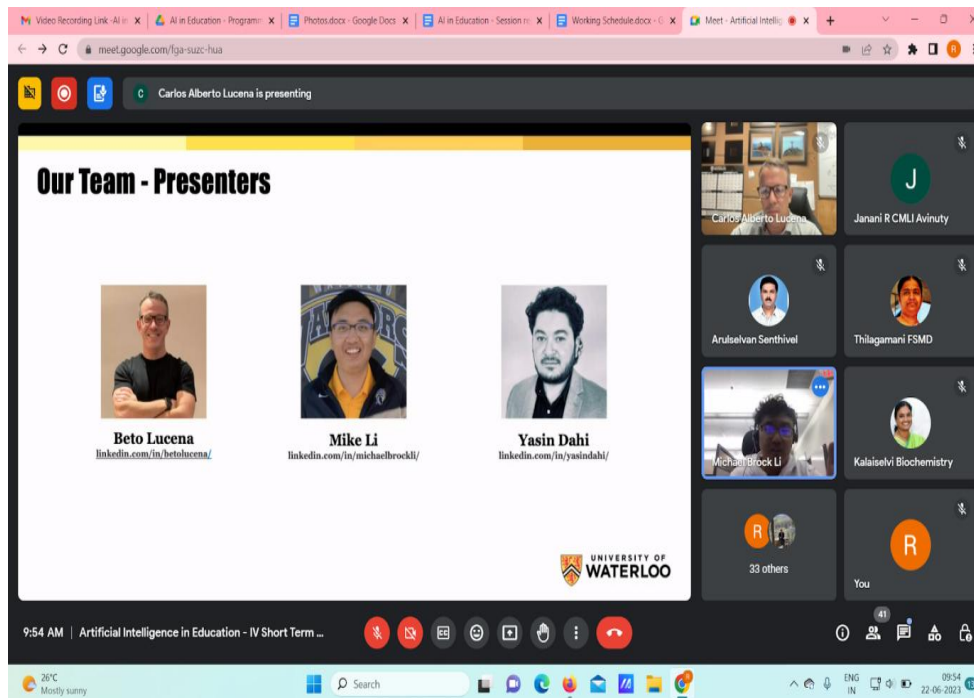 Video Recording Link -AI in
AI in Education - Programm
Photos.docx - Google Docs
AI in Education - Session re
Working Schedule.docx - G
Meet - Artificial Intellig
meet.google.com/fga-suzc-hua
R
C Carlos Alberto Lucena is presenting
Our Team - Presenters
Beto Lucena
linkedin.com/in/betolucena/
Mike Li
linkedin.com/in/michaelbrockli/
Yasin Dahi
linkedin.com/in/yasindahi/
UNIVERSITY OF
WATERLOO
Carlos Alberto Lucena
J
Janani R CMLI Avinuty
Arulselvan Senthivel
Thilagamani FSMD
Michael Brock Li
Kalaiselvi Biochemistry
R
33 others
R
You
9:54 AM | Artificial Intelligence in Education - IV Short Term ...
CC
41
26°C
Mostly sunny
Search
ENG
IN
09:54
22-06-2023